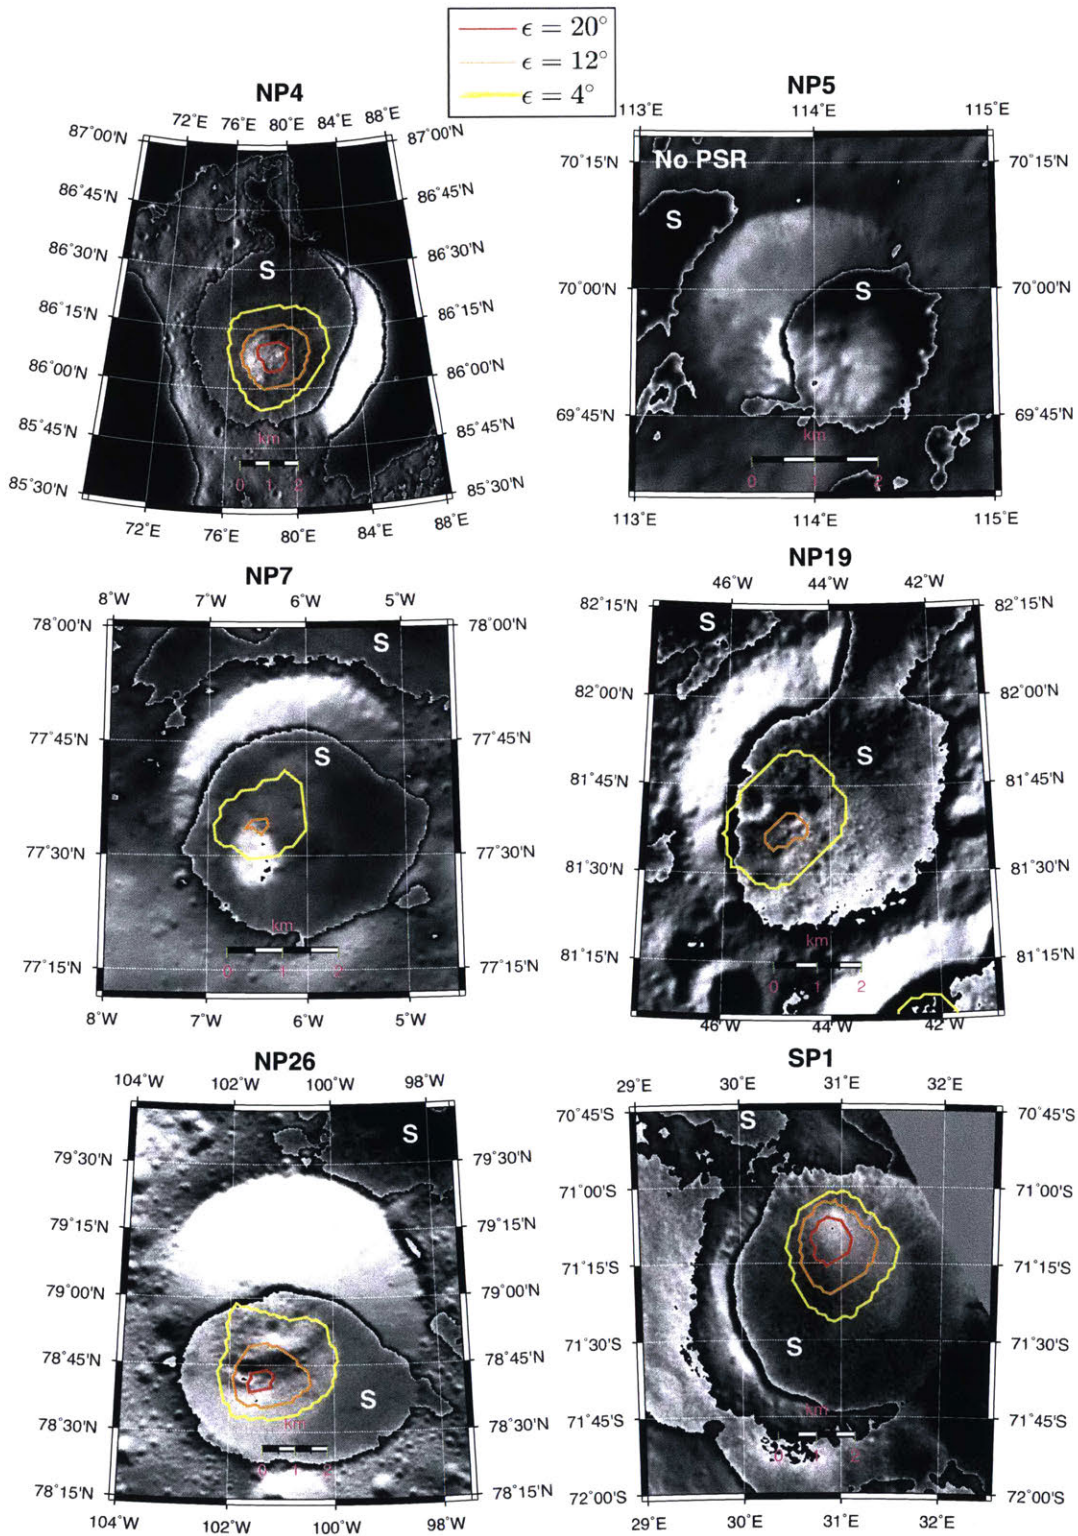 ϵ = 20°
ϵ = 12°
ϵ = 4°
NP4
72°E 76°E 80°E 84°E 88°E
87°00'N 87°00'N
86°45'N 86°45'N
86°30'N 86°30'N
S
86°15'N 86°15'N
86°00'N 86°00'N
85°45'N 85°45'N
km
85°30'N 85°30'N
0 1 2
72°E 76°E 80°E 84°E 88°E
NP5
113°E 114°E 115°E
70°15'N 70°15'N
No PSR
S
70°00'N 70°00'N
S
69°45'N 69°45'N
km
0 1 2
113°E 114°E 115°E
NP7
8°W 7°W 6°W 5°W
78°00'N 78°00'N
S
77°45'N 77°45'N
S
77°30'N 77°30'N
km
77°15'N 77°15'N
0 1 2
8°W 7°W 6°W 5°W
NP19
46°W 44°W 42°W
82°15'N 82°15'N
S
82°00'N 82°00'N
S
81°45'N 81°45'N
81°30'N 81°30'N
km
81°15'N 81°15'N
0 1 2
46°W 44°W 42°W
NP26
104°W 102°W 100°W 98°W
S
79°30'N 79°30'N
79°15'N 79°15'N
79°00'N 79°00'N
78°45'N 78°45'N
S
78°30'N 78°30'N
km
0 1 2
78°15'N 78°15'N
104°W 102°W 100°W 98°W
SP1
29°E 30°E 31°E 32°E
70°45'S 70°45'S
S
71°00'S 71°00'S
71°15'S 71°15'S
71°30'S 71°30'S
S
71°45'S 71°45'S
km
0 1 2
72°00'S 72°00'S
29°E 30°E 31°E 32°E